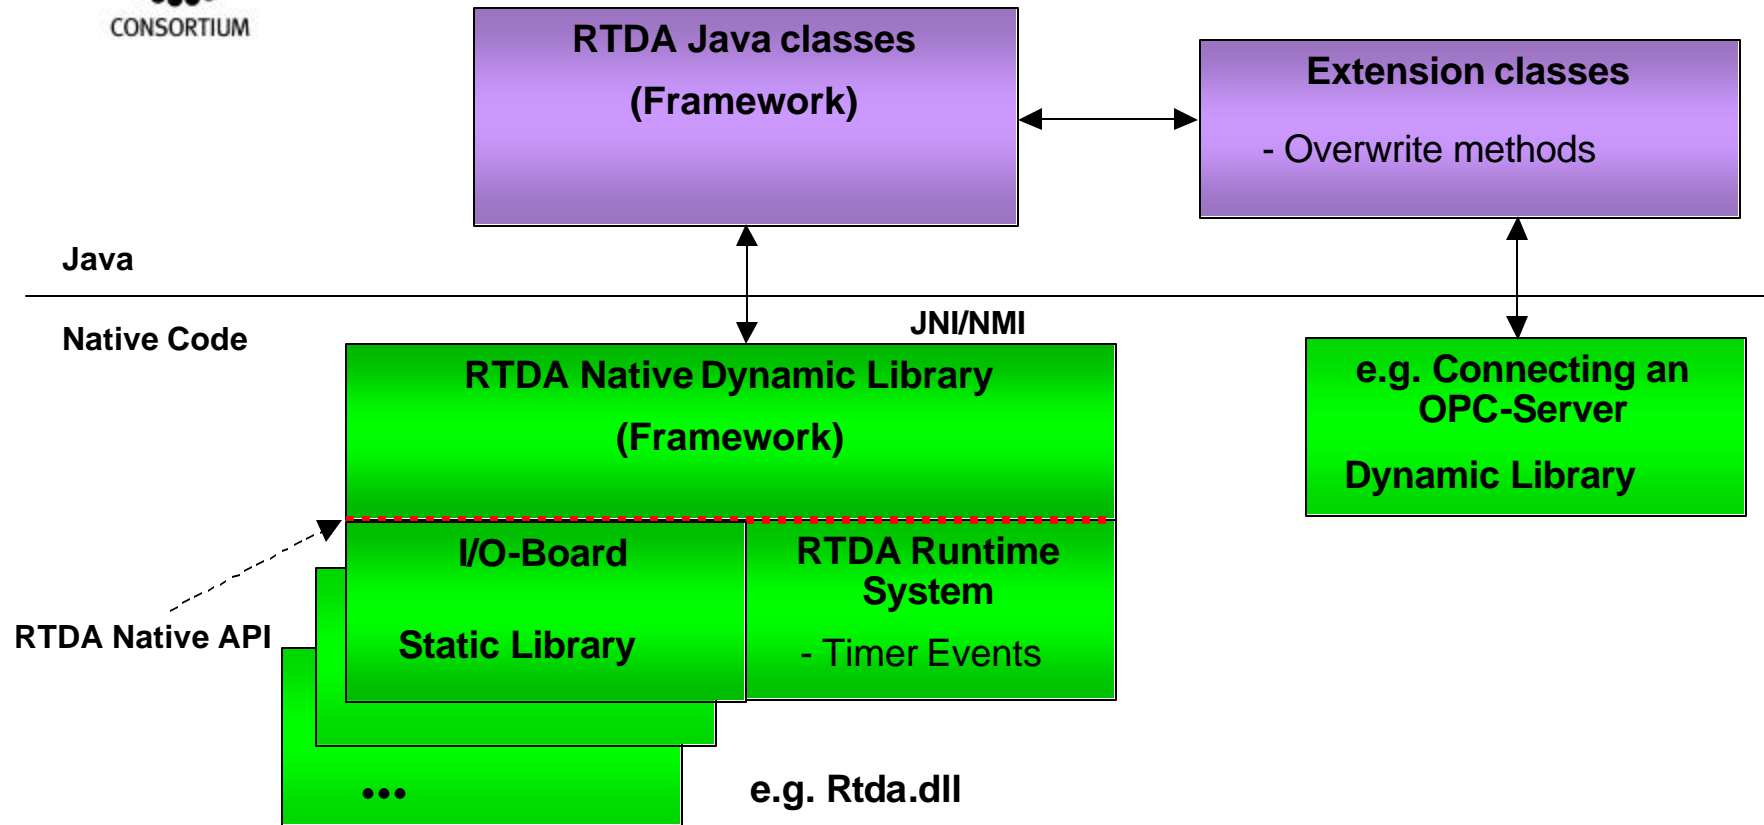 CONSORTIUM
RTDA Java classes
(Framework)
Extension classes
- Overwrite methods
Java
Native Code
JNI/NMI
RTDA Native Dynamic Library
(Framework)
e.g. Connecting an
OPC-Server
Dynamic Library
I/O-Board
Static Library
RTDA Runtime
System
- Timer Events
RTDA Native API
...
e.g. Rtda.dll